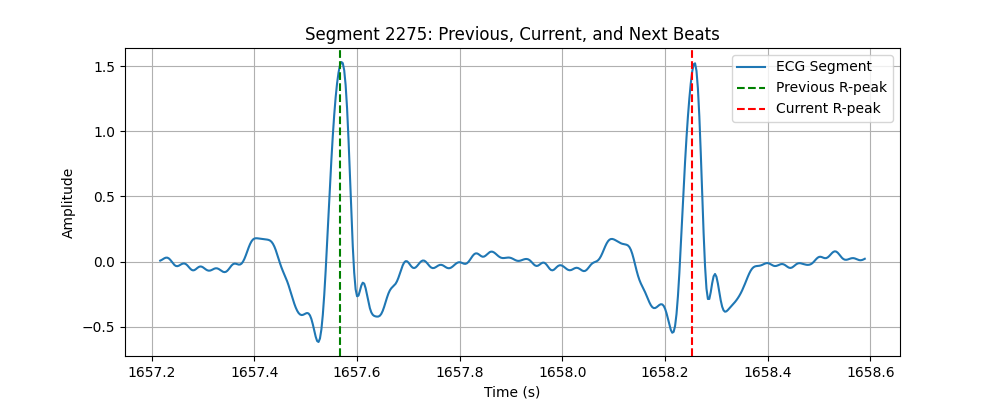 Segment 2275: Previous, Current, and Next Beats
ECG Segment
Previous R-peak
Current R-peak
Amplitude
1.5
1.0
0.5
0.0
−0.5
1657.2 1657.4 1657.6 1657.8 1658.0 1658.2 1658.4 1658.6
Time (s)